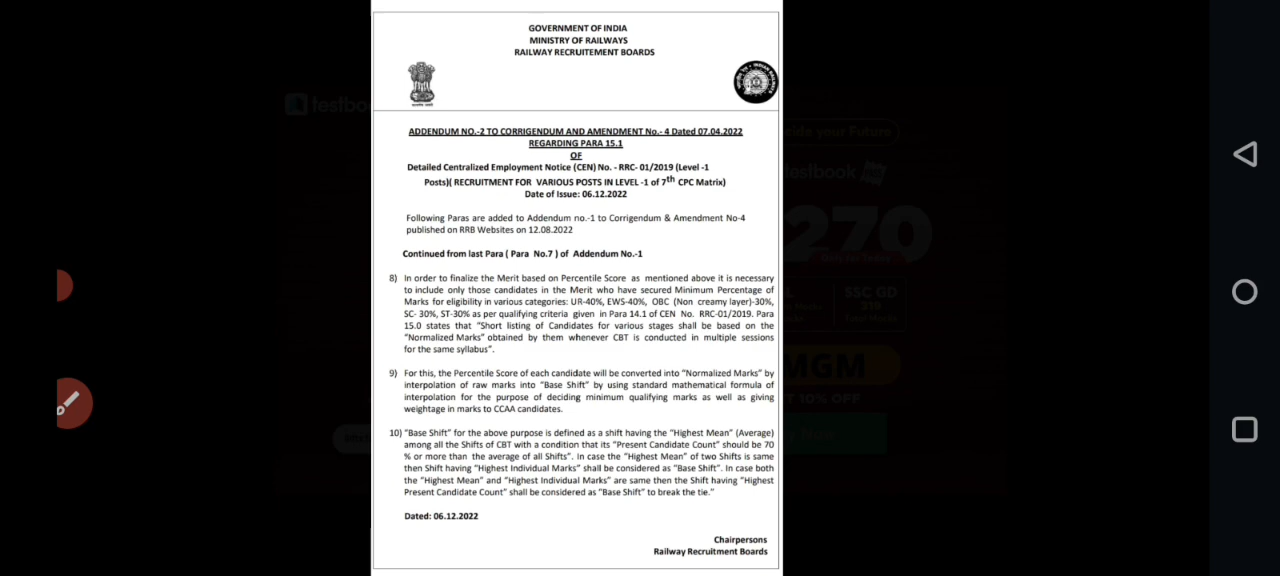 GOVERNMENT OF INDIA
MINISTRY OF RAILWAYS
RAILWAY RECRUITEMENT BOARDS
testbo
ADDENDUM NO.-2 TO CORRIGENDUM AND AMENDMENT No.- 4 Dated 07.04.2022
REGARDING PARA 15.1
OF
Detailed Centralized Employment Notice (CEN) No. - RRC- 01/2019 (Level -1
Posts)( RECRUITMENT FOR VARIOUS POSTS IN LEVEL -1 of 7th CPC Matrix)
Date of Issue: 06.12.2022
Following Paras are added to Addendum no.-1 to Corrigendum & Amendment No-4
published on RRB Websites on 12.08.2022
Continued from last Para ( Para No.7 ) of Addendum No.-1
8) In order to finalize the Merit based on Percentile Score as mentioned above it is necessary
to include only those candidates in the Merit who have secured Minimum Percentage of
Marks for eligibility in various categories: UR-40%, EWS-40%, OBC (Non creamy layer)-30%,
SC- 30%, ST-30% as per qualifying criteria given in Para 14.1 of CEN No. RRC-01/2019. Para
15.0 states that "Short listing of Candidates for various stages shall be based on the
"Normalized Marks" obtained by them whenever CBT is conducted in multiple sessions
for the same syllabus".
9) For this, the Percentile Score of each candidate will be converted into "Normalized Marks" by
interpolation of raw marks into "Base Shift" by using standard mathematical formula of
interpolation for the purpose of deciding minimum qualifying marks as well as giving
weightage in marks to CCAA candidates.
10) "Base Shift" for the above purpose is defined as a shift having the "Highest Mean" (Average)
among all the Shifts of CBT with a condition that its "Present Candidate Count" should be 70
% or more than the average of all Shifts". In case the "Highest Mean" of two Shifts is same
then Shift having "Highest Individual Marks" shall be considered as "Base Shift". In case both
the "Highest Mean" and "Highest Individual Marks" are same then the Shift having "Highest
Present Candidate Count" shall be considered as "Base Shift" to break the tie."
Dated: 06.12.2022
Chairpersons
Railway Recruitment Boards
cide your Future
estbook
270
SSC GD
MGM
T 10% OFF